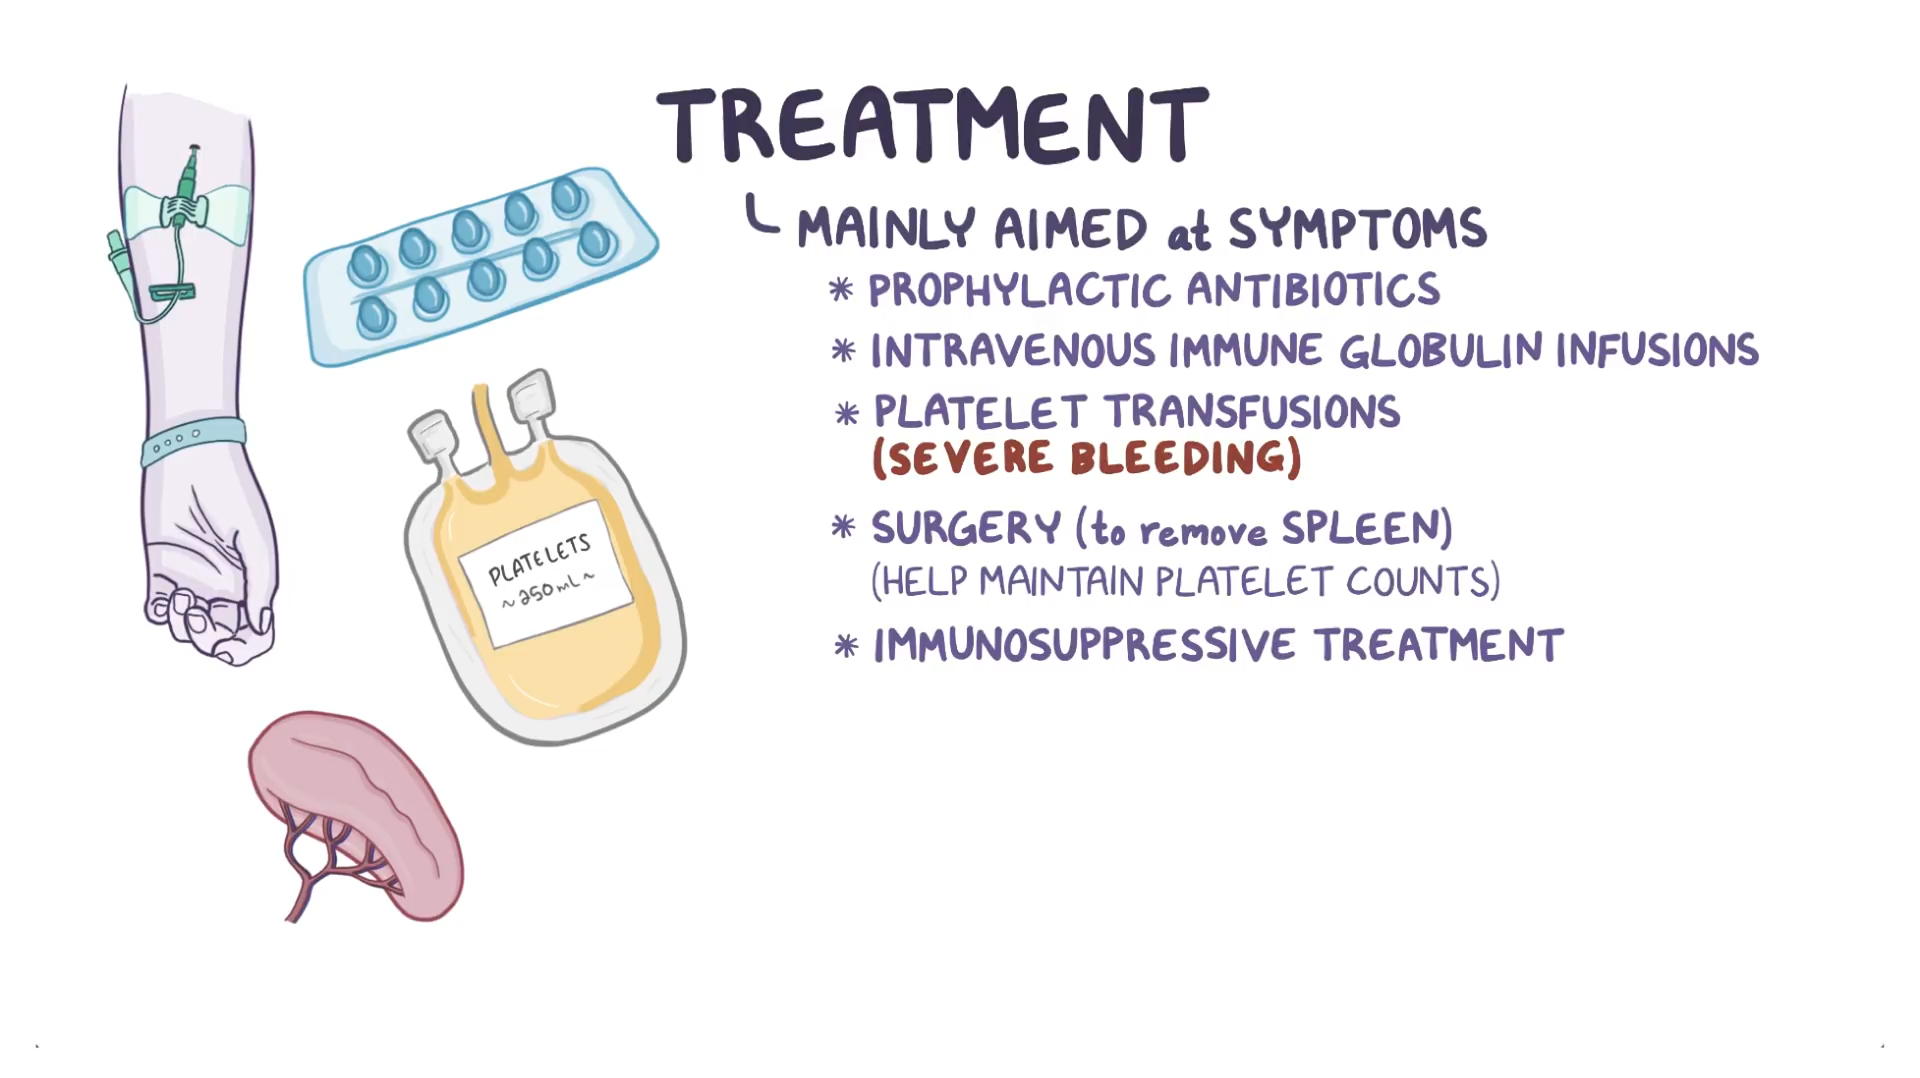 TREATMENT
MAINLY AIMED at SYMPTOMS
* PROPHYLACTIC ANTIBIOTICS
* INTRAVENOUS IMMUNE GLOBULIN INFUSIONS
* PLATELET TRANSFUSIONS
(SEVERE BLEEDING)
* SURGERY (to remove SPLEEN)
(HELP MAINTAIN PLATELET COUNTS)
* IMMUNOSUPPRESSIVE TREATMENT
PLATELETS
~250mL~